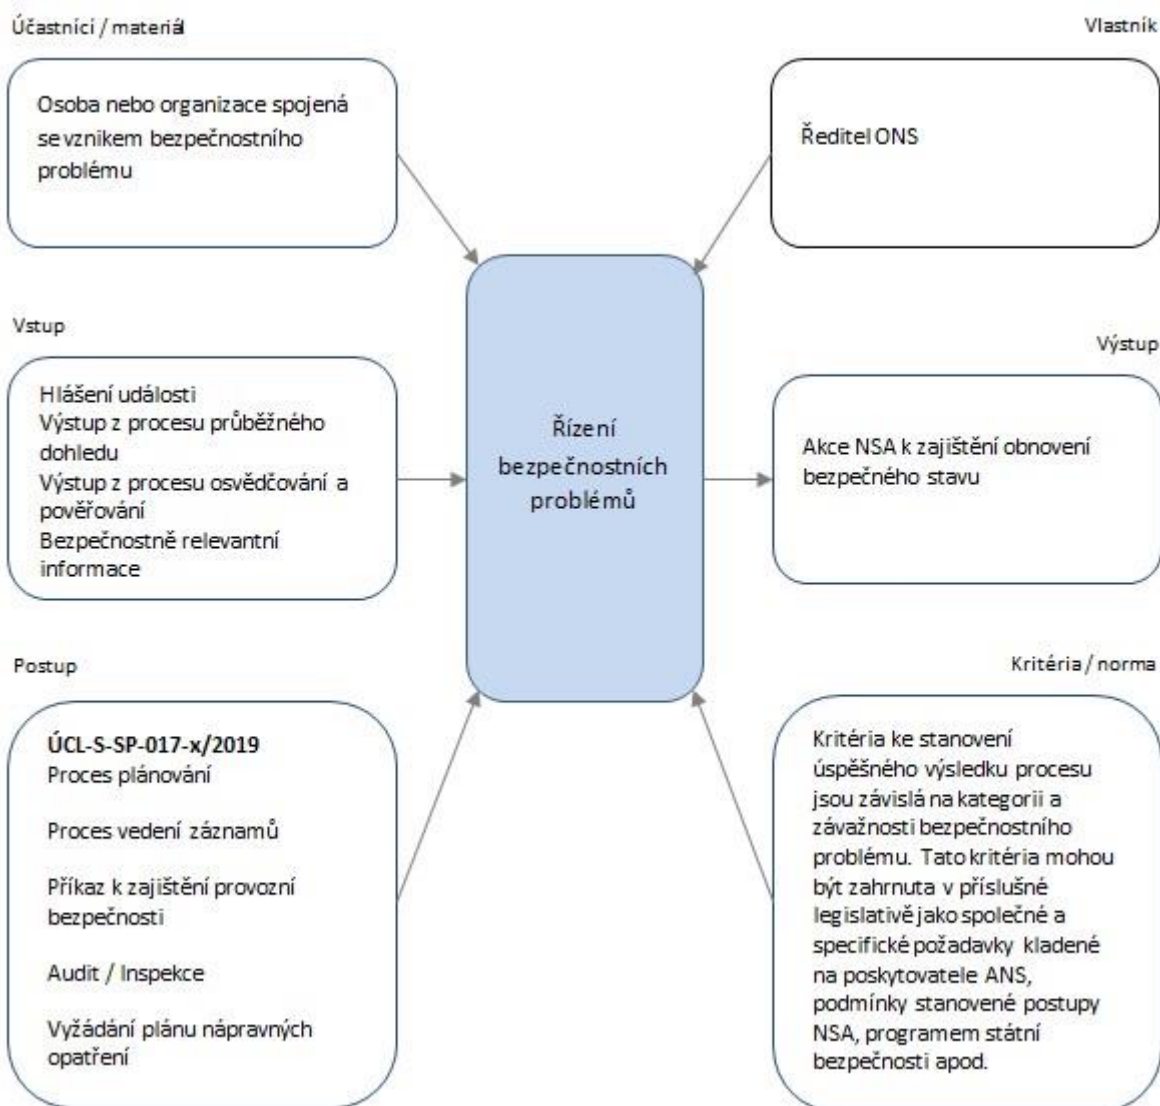 Účastníci / materiál
Osoba nebo organizace spojená
se vznikem bezpečnostního
problému
Vlastník
Ředitel ONS
Vstup
Hlášení události
Výstup z procesu průběžného
dohledu
Výstup z procesu osvědčování a
pověřování
Bezpečnostně relevantní
informace
Řízení
bezpečnostních
problémů
Výstup
Akce NSA k zajištění obnovení
bezpečného stavu
Postup
ÚCL-S-SP-017-x/2019
Proces plánování
Proces vedení záznamů
Příkaz k zajištění provozní
bezpečnosti
Audit / Inspekce
Vyžádání plánu nápravných
opatření
Kritéria / norma
Kritéria ke stanovení
úspěšného výsledku procesu
jsou závislá na kategorii a
závažnosti bezpečnostního
problému. Tato kritéria mohou
být zahrnuta v příslušné
legislativě jako společné a
specifické požadavky kladené
na poskytovatele ANS,
podmínky stanovené postupy
NSA, programem státní
bezpečnosti apod.